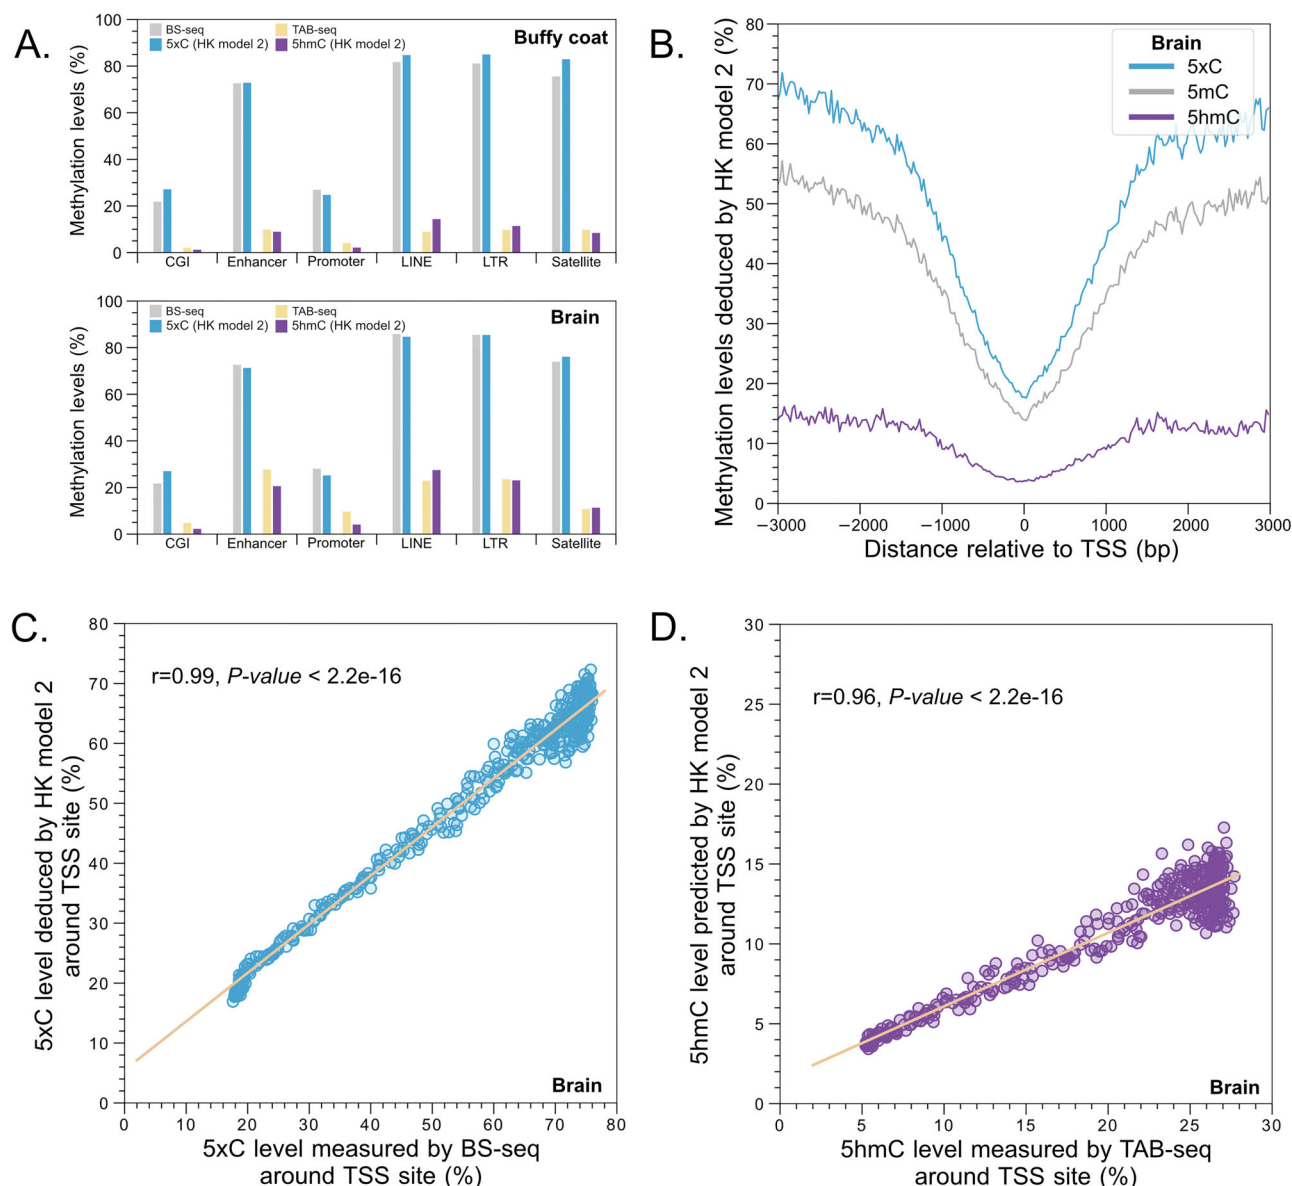 A.
Methylation levels (%)
100
80
60
40
20
0
BS-seq
TAB-seq
5xC (HK model 2)
5hmC (HK model 2)
Buffy coat
CGI
Enhancer
Promoter
LINE
LTR
Satellite
Methylation levels (%)
100
80
60
40
20
0
BS-seq
TAB-seq
5xC (HK model 2)
5hmC (HK model 2)
Brain
CGI
Enhancer
Promoter
LINE
LTR
Satellite
B.
Methylation levels deduced by HK model 2 (%)
80
70
60
50
40
30
20
10
0
Brain
5xC
5mC
5hmC
−3000
−2000
−1000
0
1000
2000
3000
Distance relative to TSS (bp)
C.
5xC level deduced by HK model 2
around TSS site (%)
80
70
60
50
40
30
20
10
0
r=0.99, P-value < 2.2e-16
Brain
0
10
20
30
40
50
60
70
80
5xC level measured by BS-seq
around TSS site (%)
D.
5hmC level predicted by HK model 2
around TSS site (%)
30
25
20
15
10
5
0
r=0.96, P-value < 2.2e-16
Brain
0
5
10
15
20
25
30
5hmC level measured by TAB-seq
around TSS site (%)